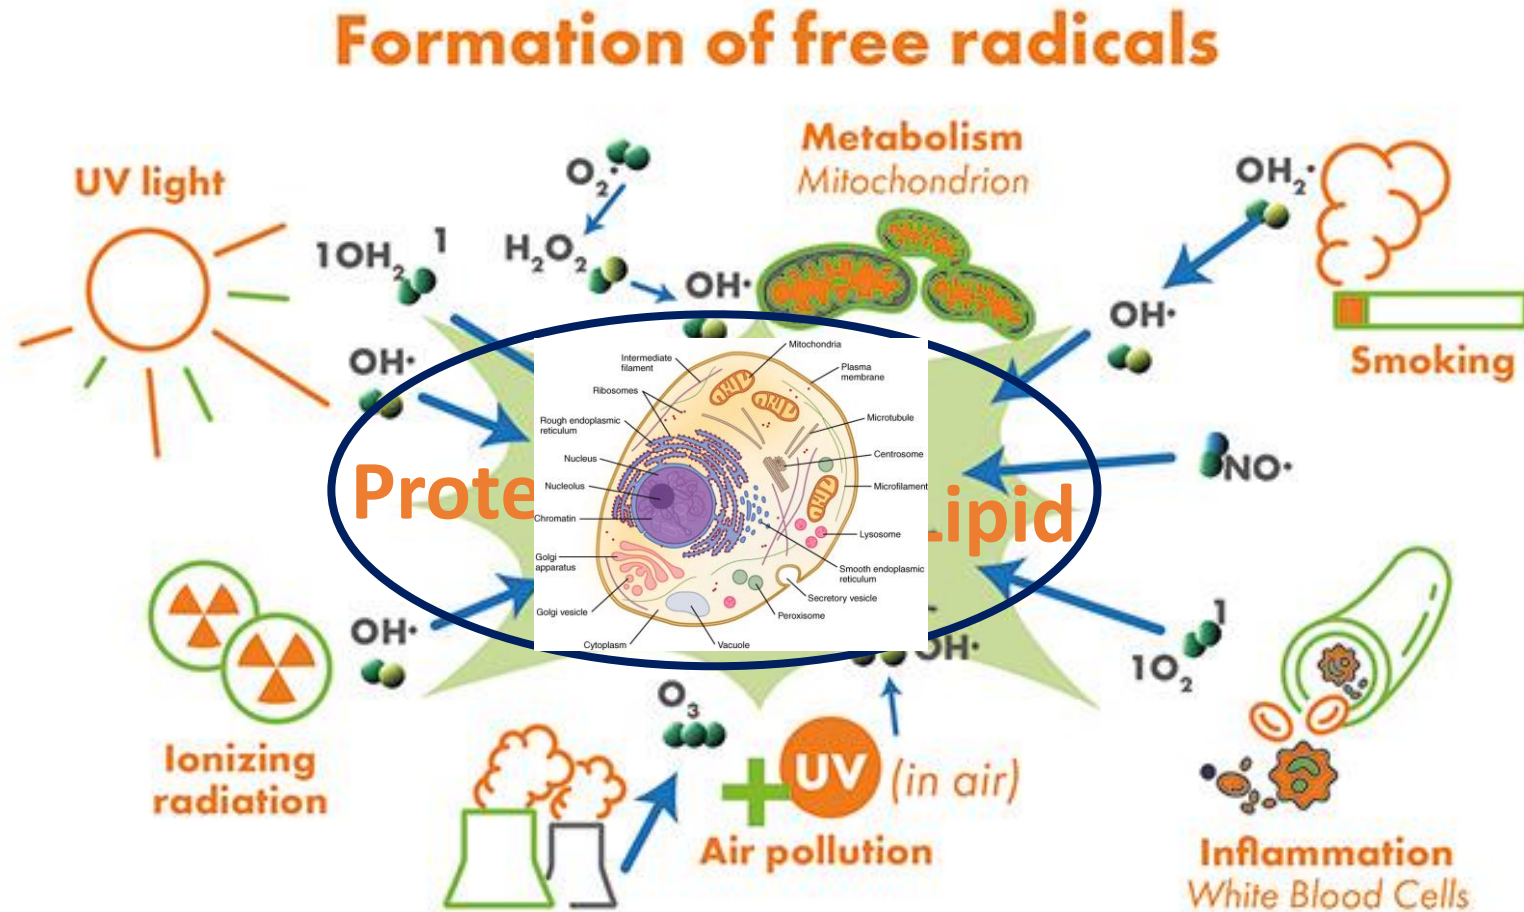 Formation of free radicals
UV light
1OH₂ 1
O₂·
H₂O₂
OH·
Metabolism
Mitochondrion
OH₂·
OH·
Smoking
OH·
NO·
Prote
Lipid
Mitochondria
Intermediate
filament
Plasma
membrane
Ribosomes
Microtubule
Rough endoplasmic
reticulum
Centrosome
Nucleus
Microfilament
Nucleolus
Chromatin
Lysosome
Golgi
apparatus
Smooth endoplasmic
reticulum
Secretory vesicle
Golgi vesicle
Peroxisome
Cytoplasm
Vacuole
OH·
Ionizing
radiation
O₃
OH·
UV (in air)
Air pollution
1O₂ 1
Inflammation
White Blood Cells